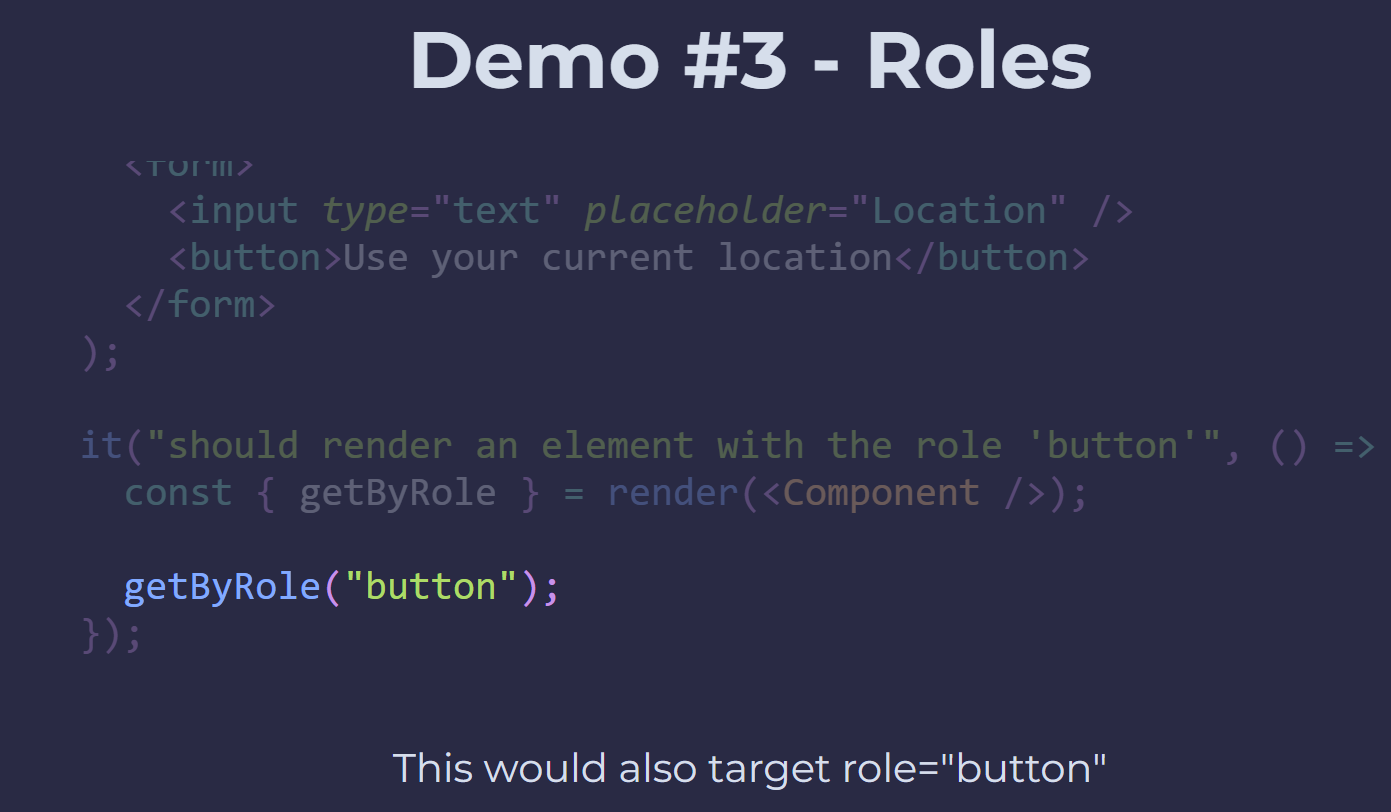 Demo #3 - Roles
<form>
<input type="text" placeholder="Location" />
<button>Use your current location</button>
</form>
);
it("should render an element with the role 'button'", () =>
const { getByRole } = render(<Component />);
getByRole("button");
});
This would also target role="button"